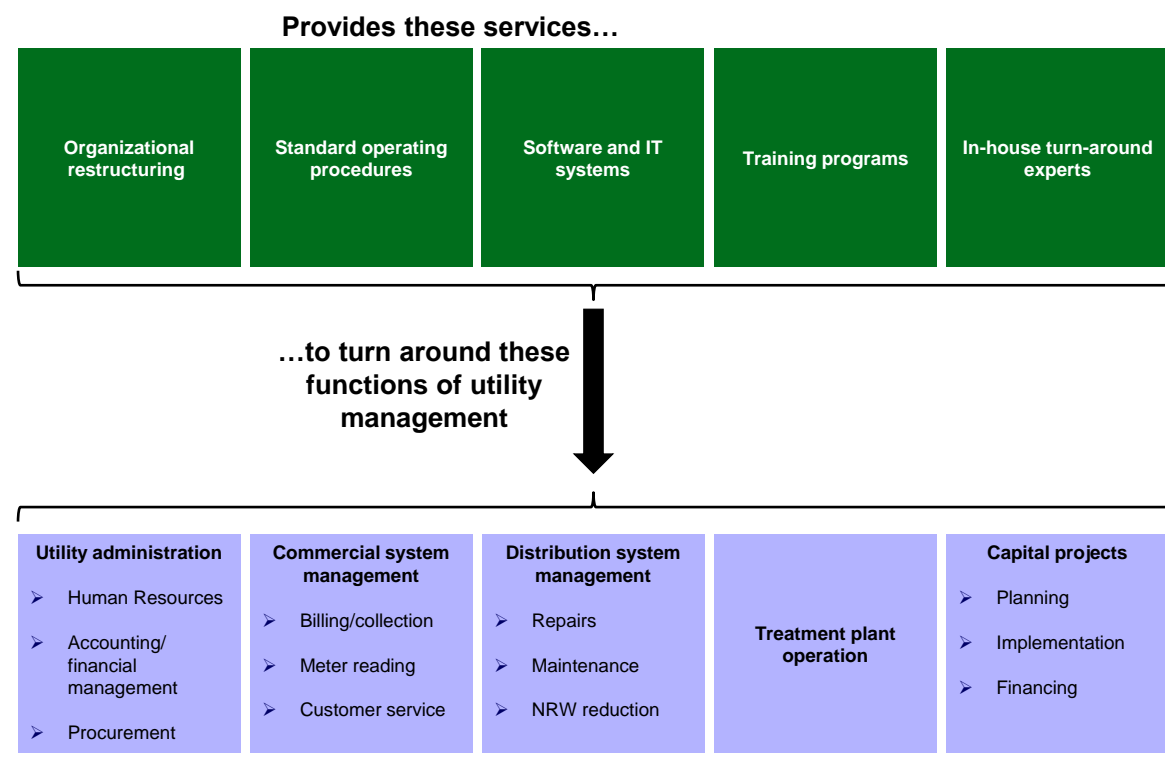 Provides these services…
Organizational
restructuring
Standard operating
procedures
Software and IT
systems
Training programs
In-house turn-around
experts
…to turn around these
functions of utility
management
Utility administration
Human Resources
Accounting/
financial
management
Procurement
Commercial system
management
Billing/collection
Meter reading
Customer service
Distribution system
management
Repairs
Maintenance
NRW reduction
Treatment plant
operation
Capital projects
Planning
Implementation
Financing